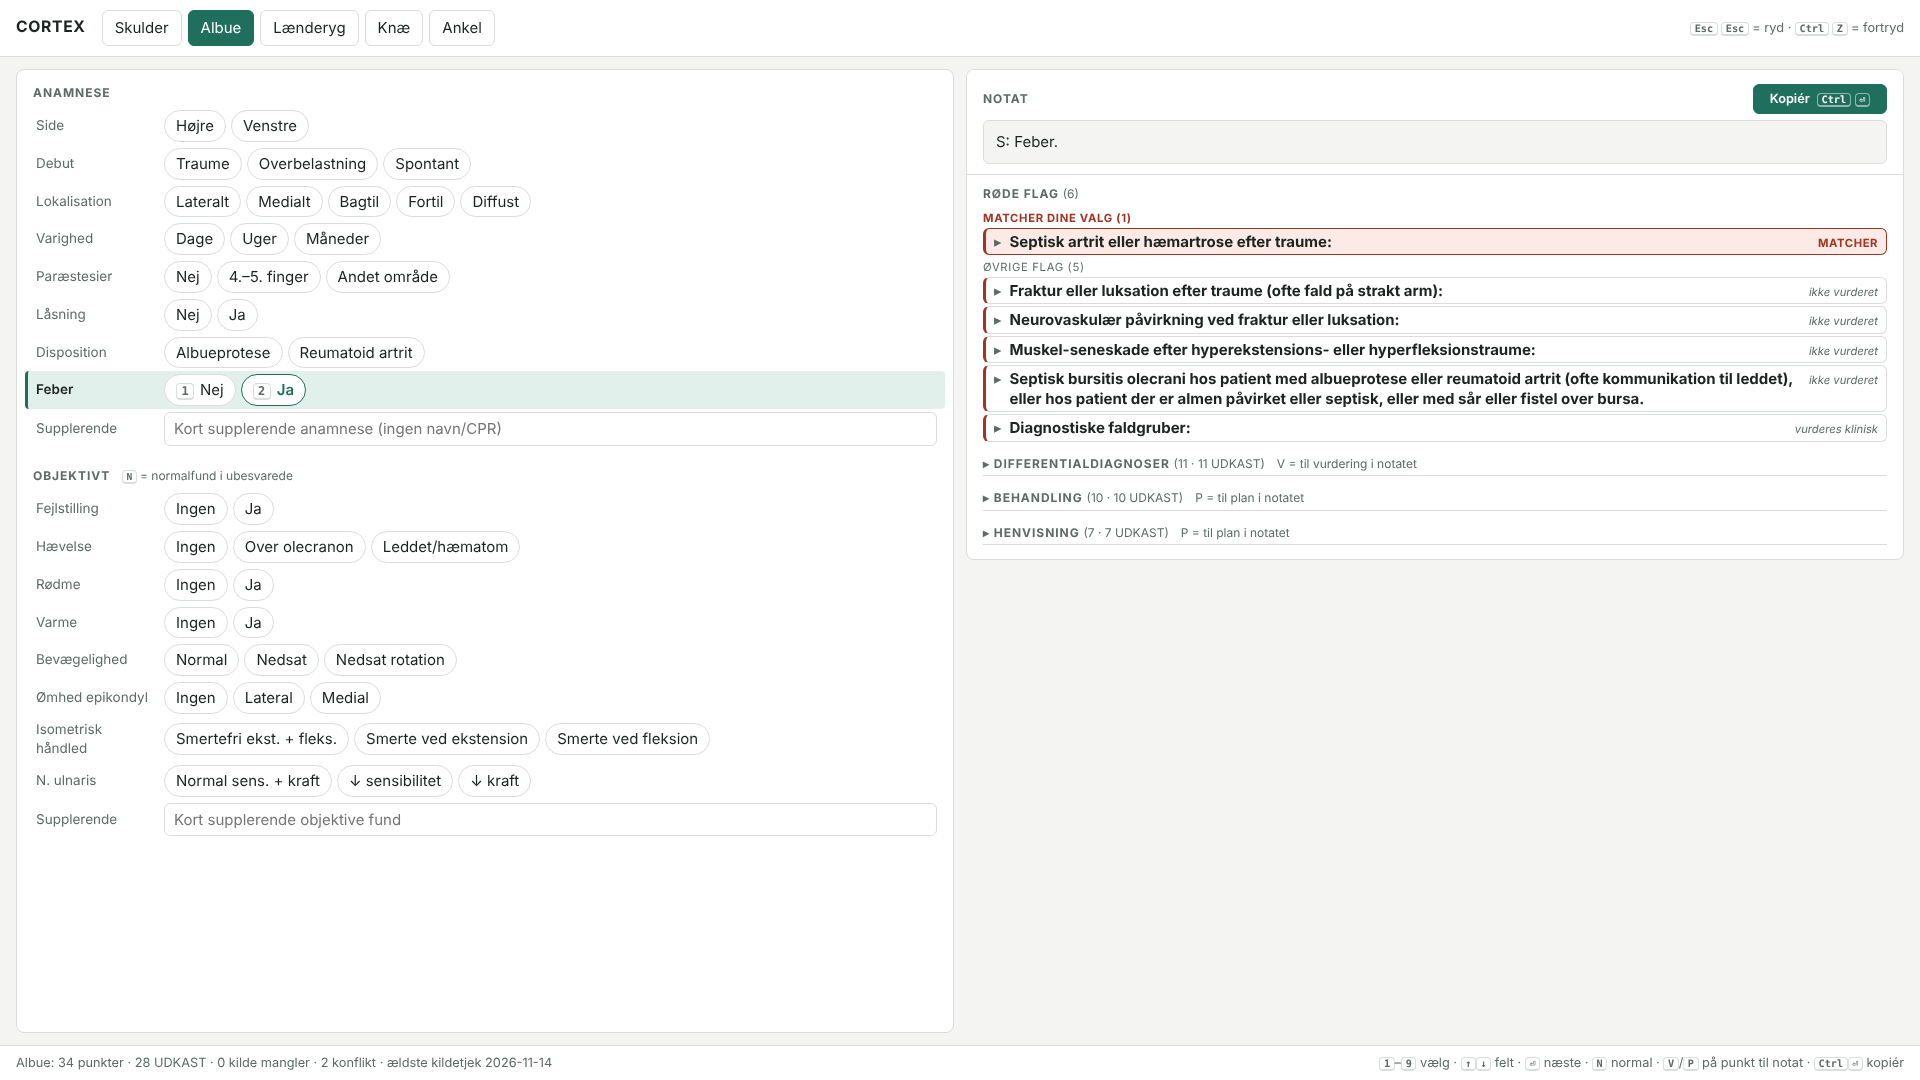 CORTEX Skulder Albue Lænderyg Knæ Ankel Esc Esc = ryd · Ctrl Z = fortryd
ANAMNESE
Side Højre Venstre
Debut Traume Overbelastning Spontant
Lokalisation Lateralt Medialt Bagtil Fortil Diffust
Varighed Dage Uger Måneder
Paræstesier Nej 4.–5. finger Andet område
Låsning Nej Ja
Disposition Albueprotese Reumatoid artrit
Feber 1 Nej 2 Ja
Supplerende Kort supplerende anamnese (ingen navn/CPR)
OBJEKTIVT N = normalfund i ubesvarede
Fejlstilling Ingen Ja
Hævelse Ingen Over olecranon Leddet/hæmatom
Rødme Ingen Ja
Varme Ingen Ja
Bevægelighed Normal Nedsat Nedsat rotation
Ømhed epikondyl Ingen Lateral Medial
Isometrisk
håndled Smertefri ekst. + fleks. Smerte ved ekstension Smerte ved fleksion
N. ulnaris Normal sens. + kraft ↓ sensibilitet ↓ kraft
Supplerende Kort supplerende objektive fund
NOTAT Kopiér Ctrl ⏎
S: Feber.
RØDE FLAG (6)
MATCHER DINE VALG (1)
▸ Septisk artrit eller hæmartrose efter traume: MATCHER
ØVRIGE FLAG (5)
▸ Fraktur eller luksation efter traume (ofte fald på strakt arm): ikke vurderet
▸ Neurovaskulær påvirkning ved fraktur eller luksation: ikke vurderet
▸ Muskel-seneskade efter hyperekstensions- eller hyperfleksionstraume: ikke vurderet
▸ Septisk bursitis olecrani hos patient med albueprotese eller reumatoid artrit (ofte kommunikation til leddet), ikke vurderet
eller hos patient der er almen påvirket eller septisk, eller med sår eller fistel over bursa.
▸ Diagnostiske faldgruber: vurderes klinisk
▸ DIFFERENTIALDIAGNOSER (11 · 11 UDKAST) V = til vurdering i notatet
▸ BEHANDLING (10 · 10 UDKAST) P = til plan i notatet
▸ HENVISNING (7 · 7 UDKAST) P = til plan i notatet
Albue: 34 punkter · 28 UDKAST · 0 kilde mangler · 2 konflikt · ældste kildetjek 2026-11-14
1–9 vælg · ↑↓ felt · ⏎ næste · N normal · V/P på punkt til notat · Ctrl ⏎ kopiér